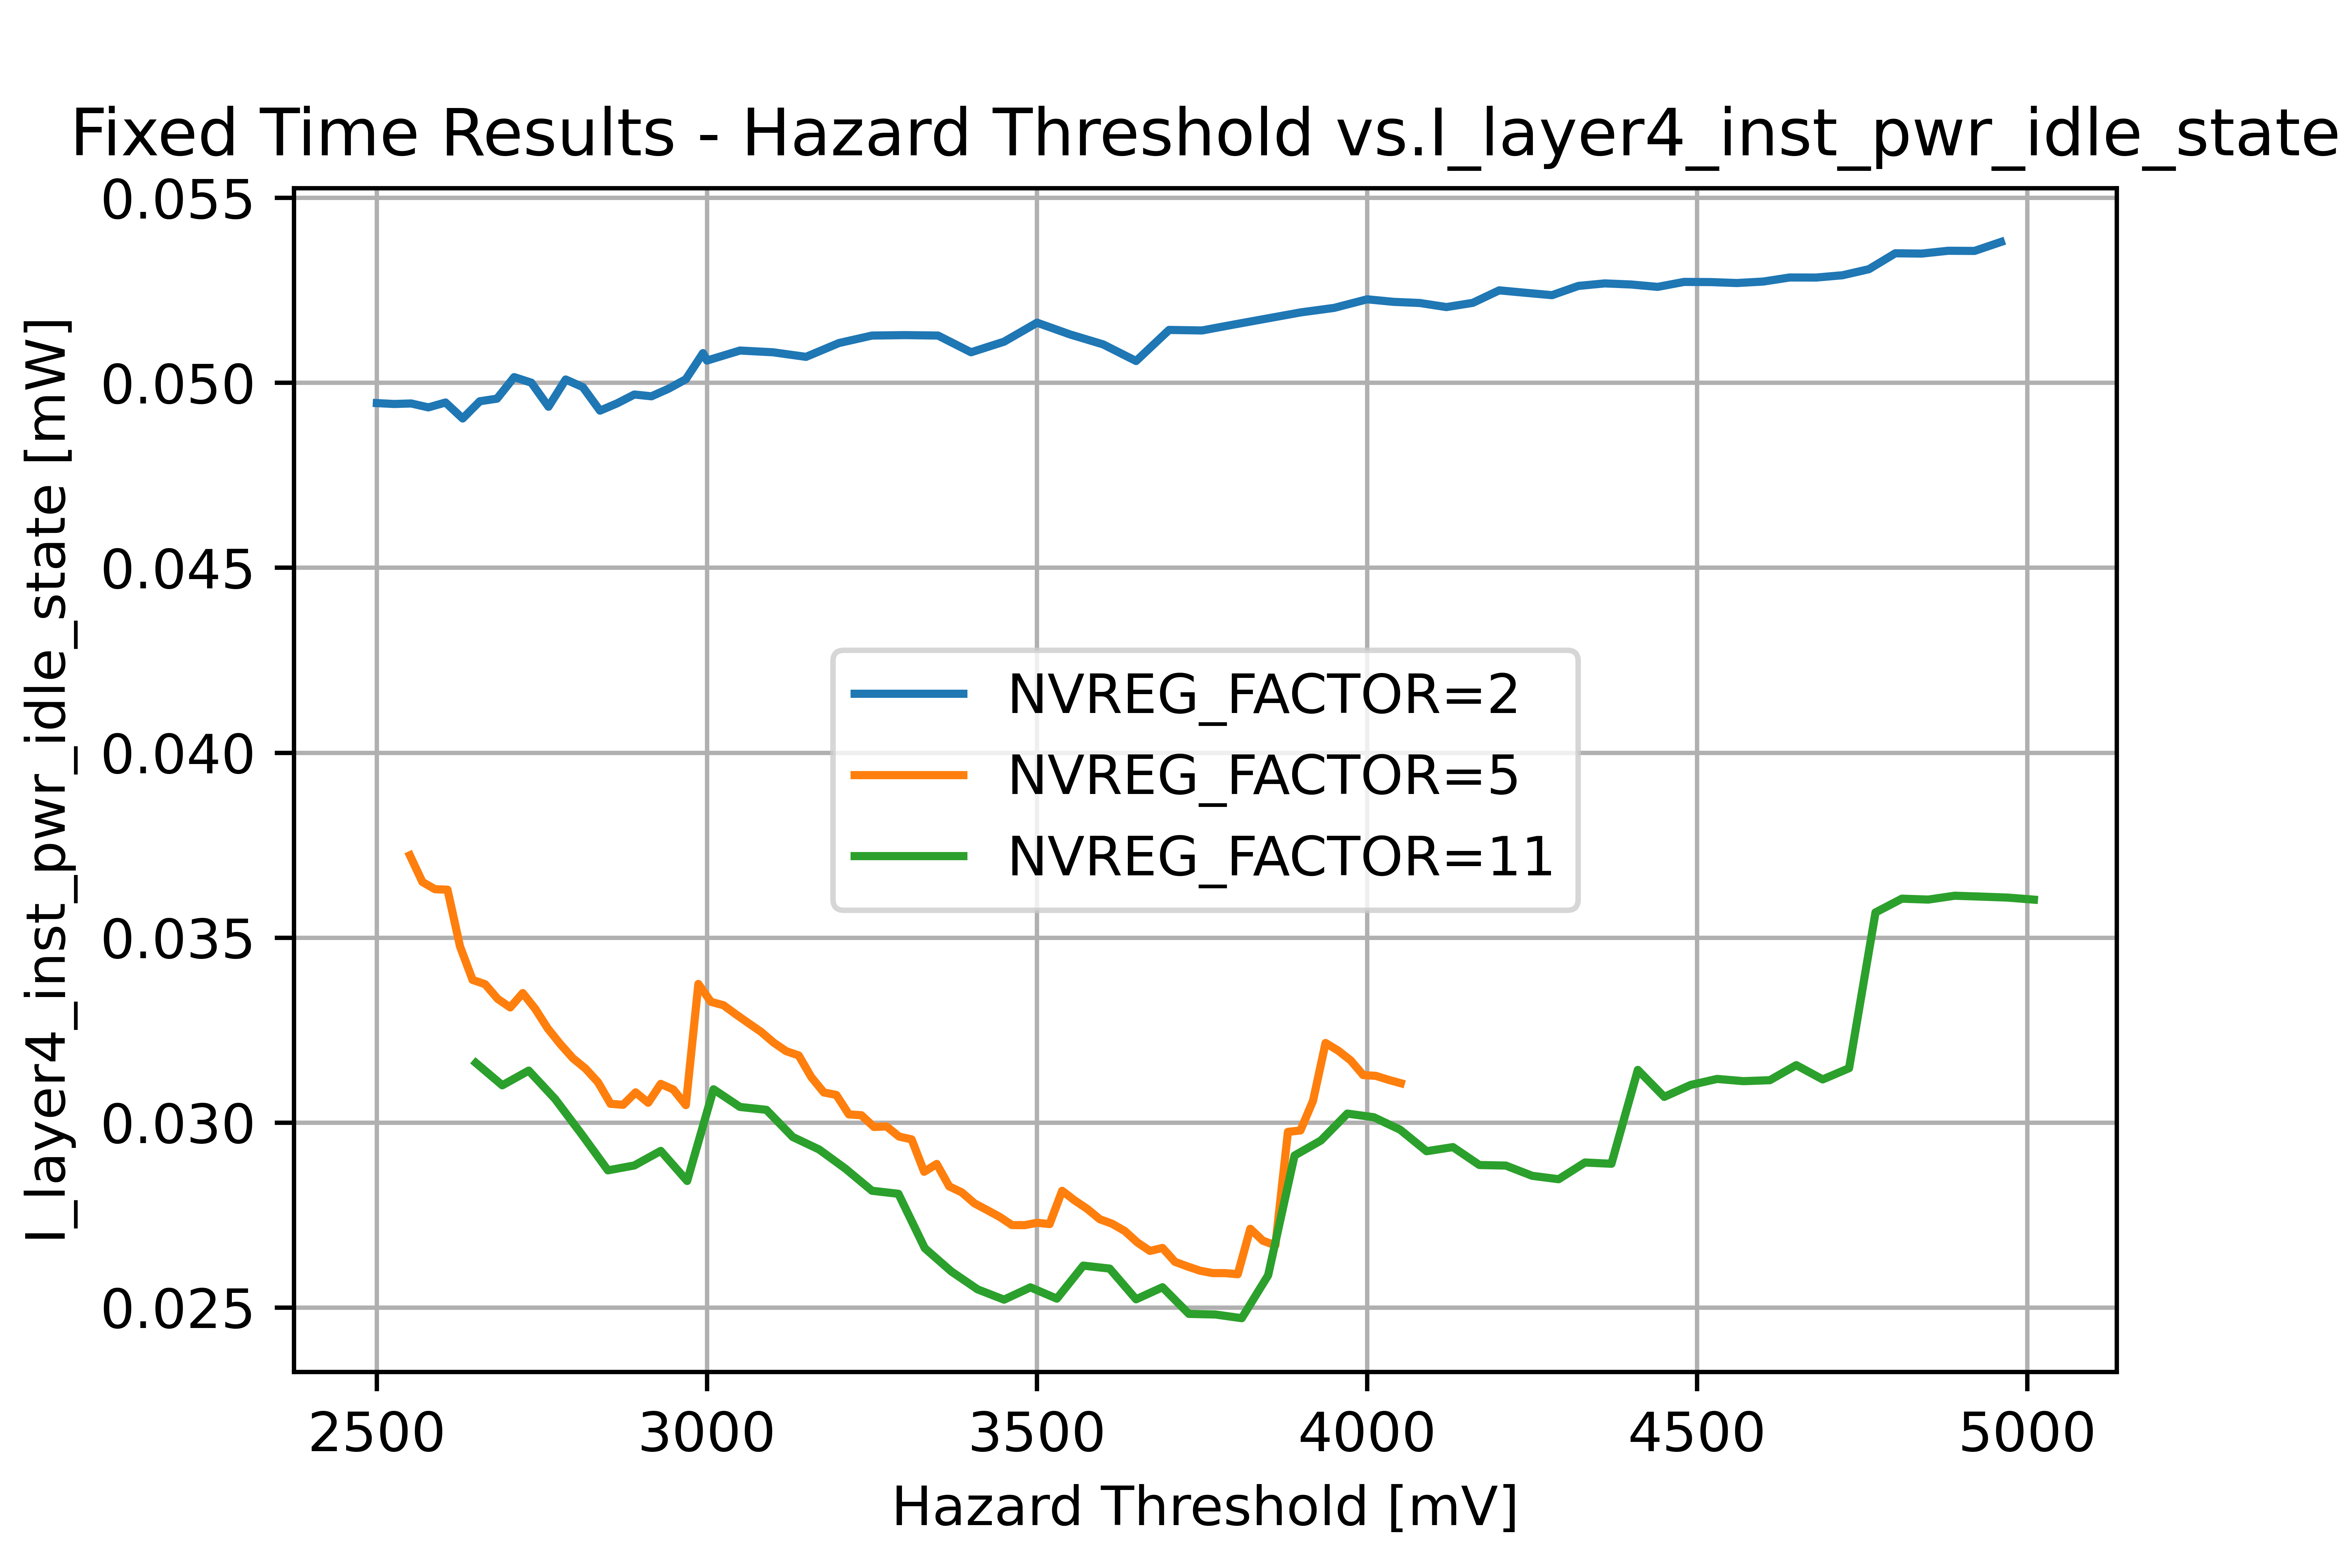 Fixed Time Results - Hazard Threshold vs.I_layer4_inst_pwr_idle_state
I_layer4_inst_pwr_idle_state [mW]
0.055
0.050
0.045
0.040
0.035
0.030
0.025
NVREG_FACTOR=2
NVREG_FACTOR=5
NVREG_FACTOR=11
2500 3000 3500 4000 4500 5000
Hazard Threshold [mV]